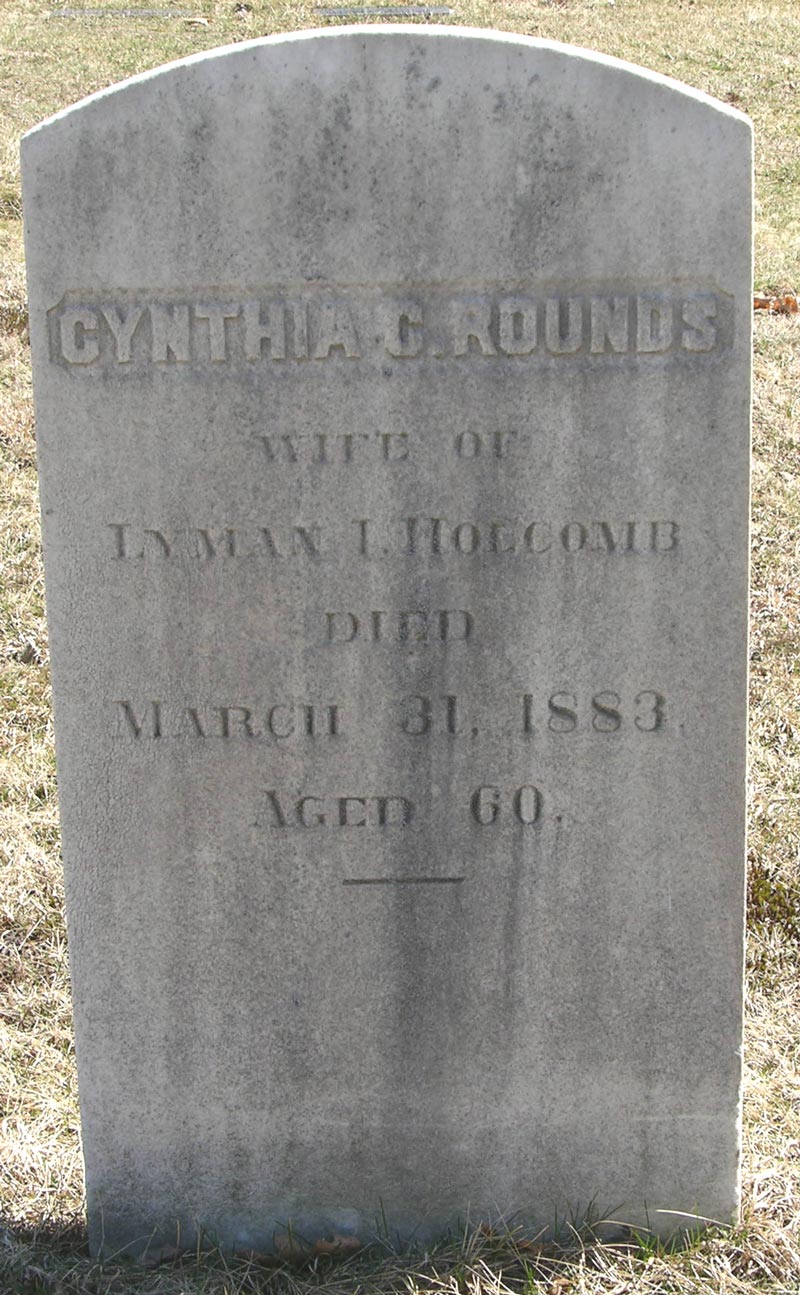 CYNTHIA C. ROUNDS
WIFE OF
LYMAN I. HOLCOMB
DIED
MARCH 31, 1883.
AGED 60.